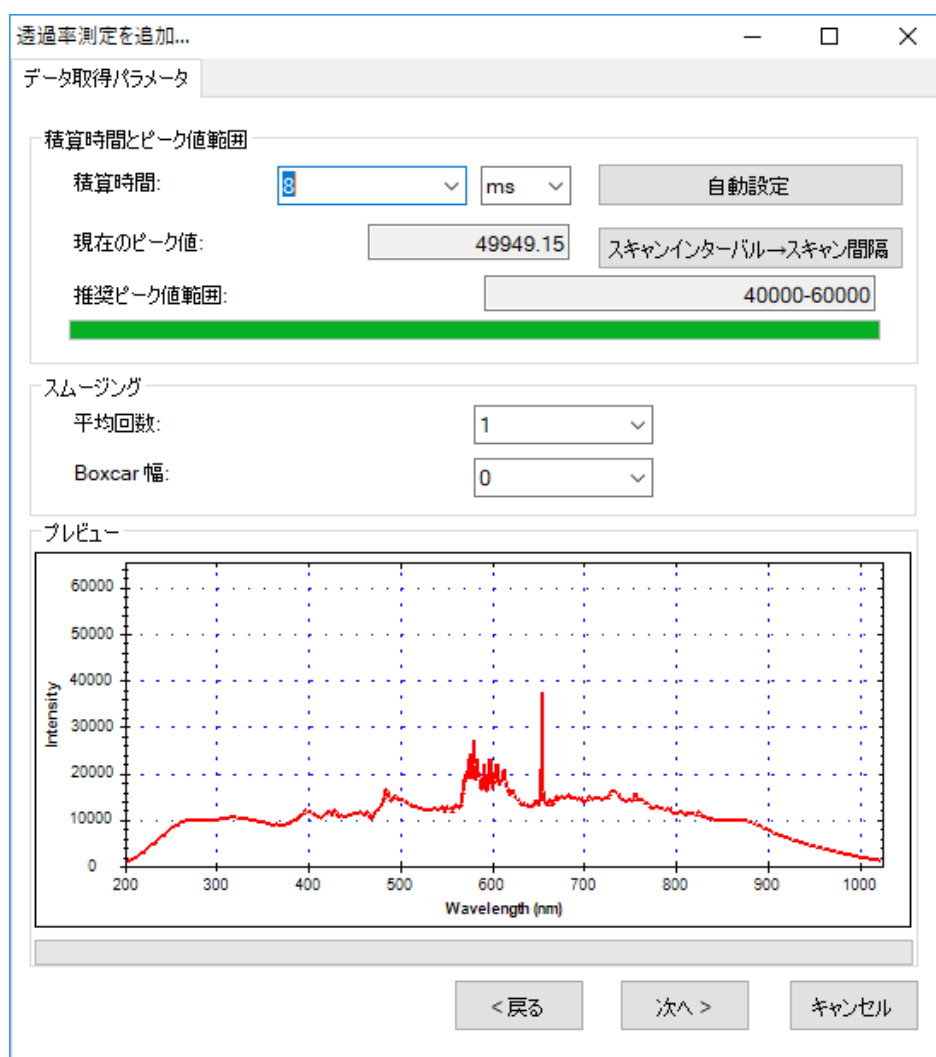 透過率測定を追加...
データ取得パラメータ
積算時間とピーク値範囲
積算時間: 8 ms 自動設定
現在のピーク値: 49949.15 スキャンインターバル→スキャン間隔
推奨ピーク値範囲: 40000-60000
スムージング
平均回数: 1
Boxcar 幅: 0
プレビュー
60000
50000
40000
30000
20000
10000
0
Intensity
200 300 400 500 600 700 800 900 1000
Wavelength (nm)
< 戻る 次へ > キャンセル